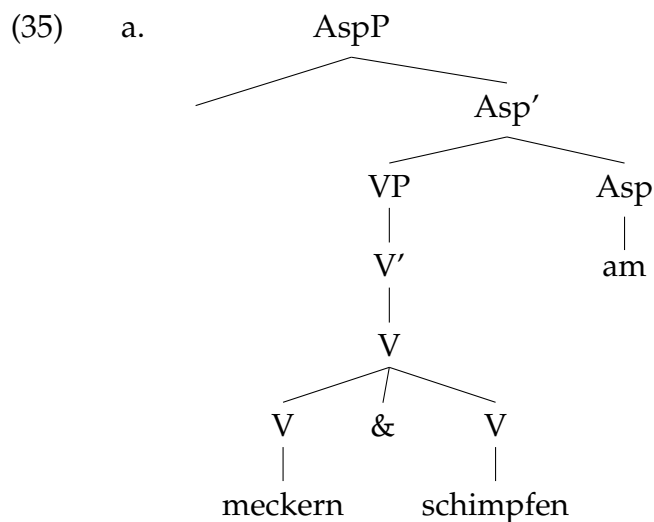 (35) a. AspP
Asp’
VP Asp
V’ am
V
V & V
meckern schimpfen